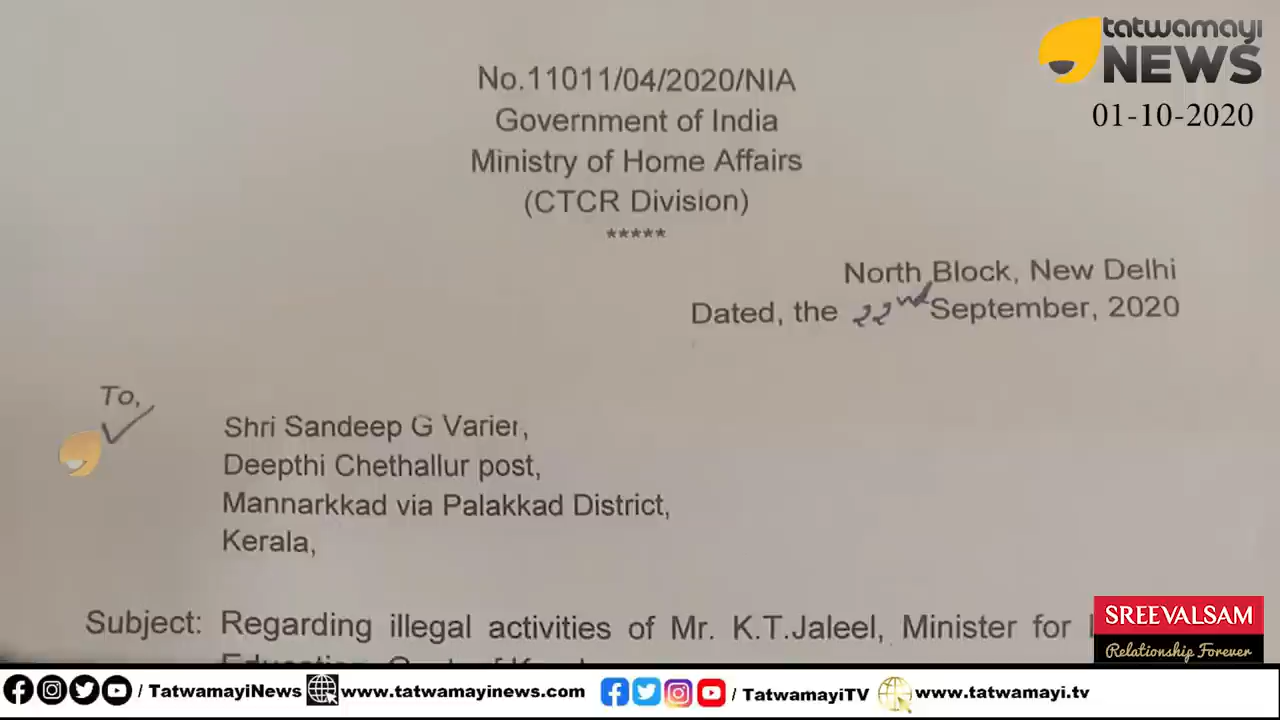 tatwamayi
NEWS
01-10-2020
No.11011/04/2020/NIA
Government of India
Ministry of Home Affairs
(CTCR Division)
*****
North Block, New Delhi
Dated, the 22nd September, 2020
To,
Shri Sandeep G Varier,
Deepthi Chethallur post,
Mannarkkad via Palakkad District,
Kerala,
Subject: Regarding illegal activities of Mr. K.T.Jaleel, Minister for
SREEVALSAM
Relationship Forever
/ TatwamayiNews www.tatwamayinews.com / TatwamayiTV www.tatwamayi.tv